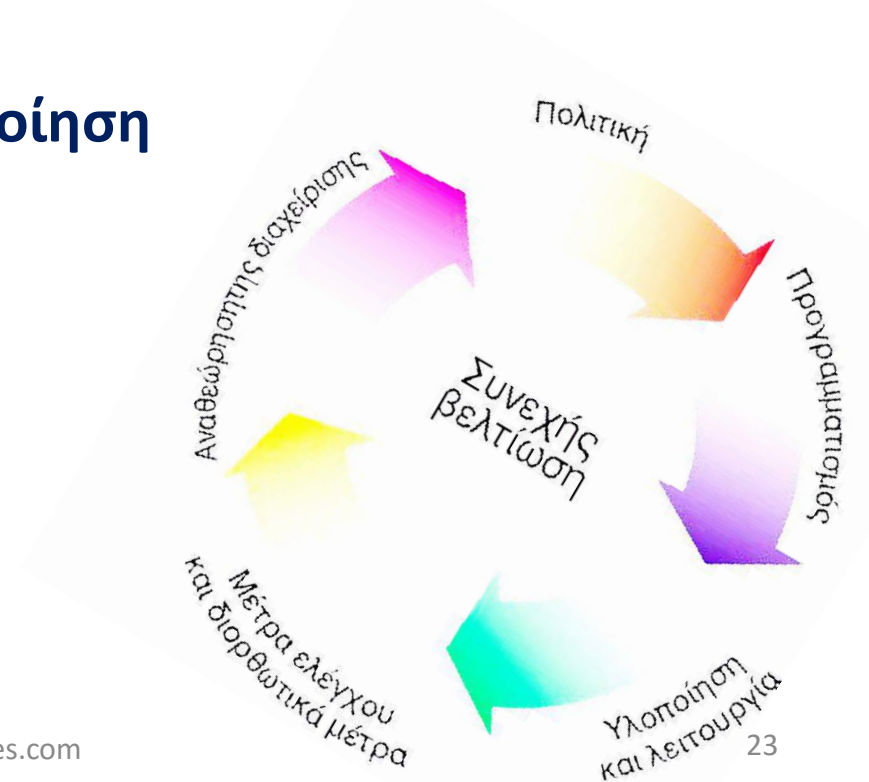 οίηση
Πολιτική
Προγραμματισμός
Υλοποίηση
και λειτουργία
Μέτρα ελέγχου
και διορθωτικά μέτρα
Αναθεώρησητης διαχείρισης
Συνεχής
βελτίωση
es.com
23